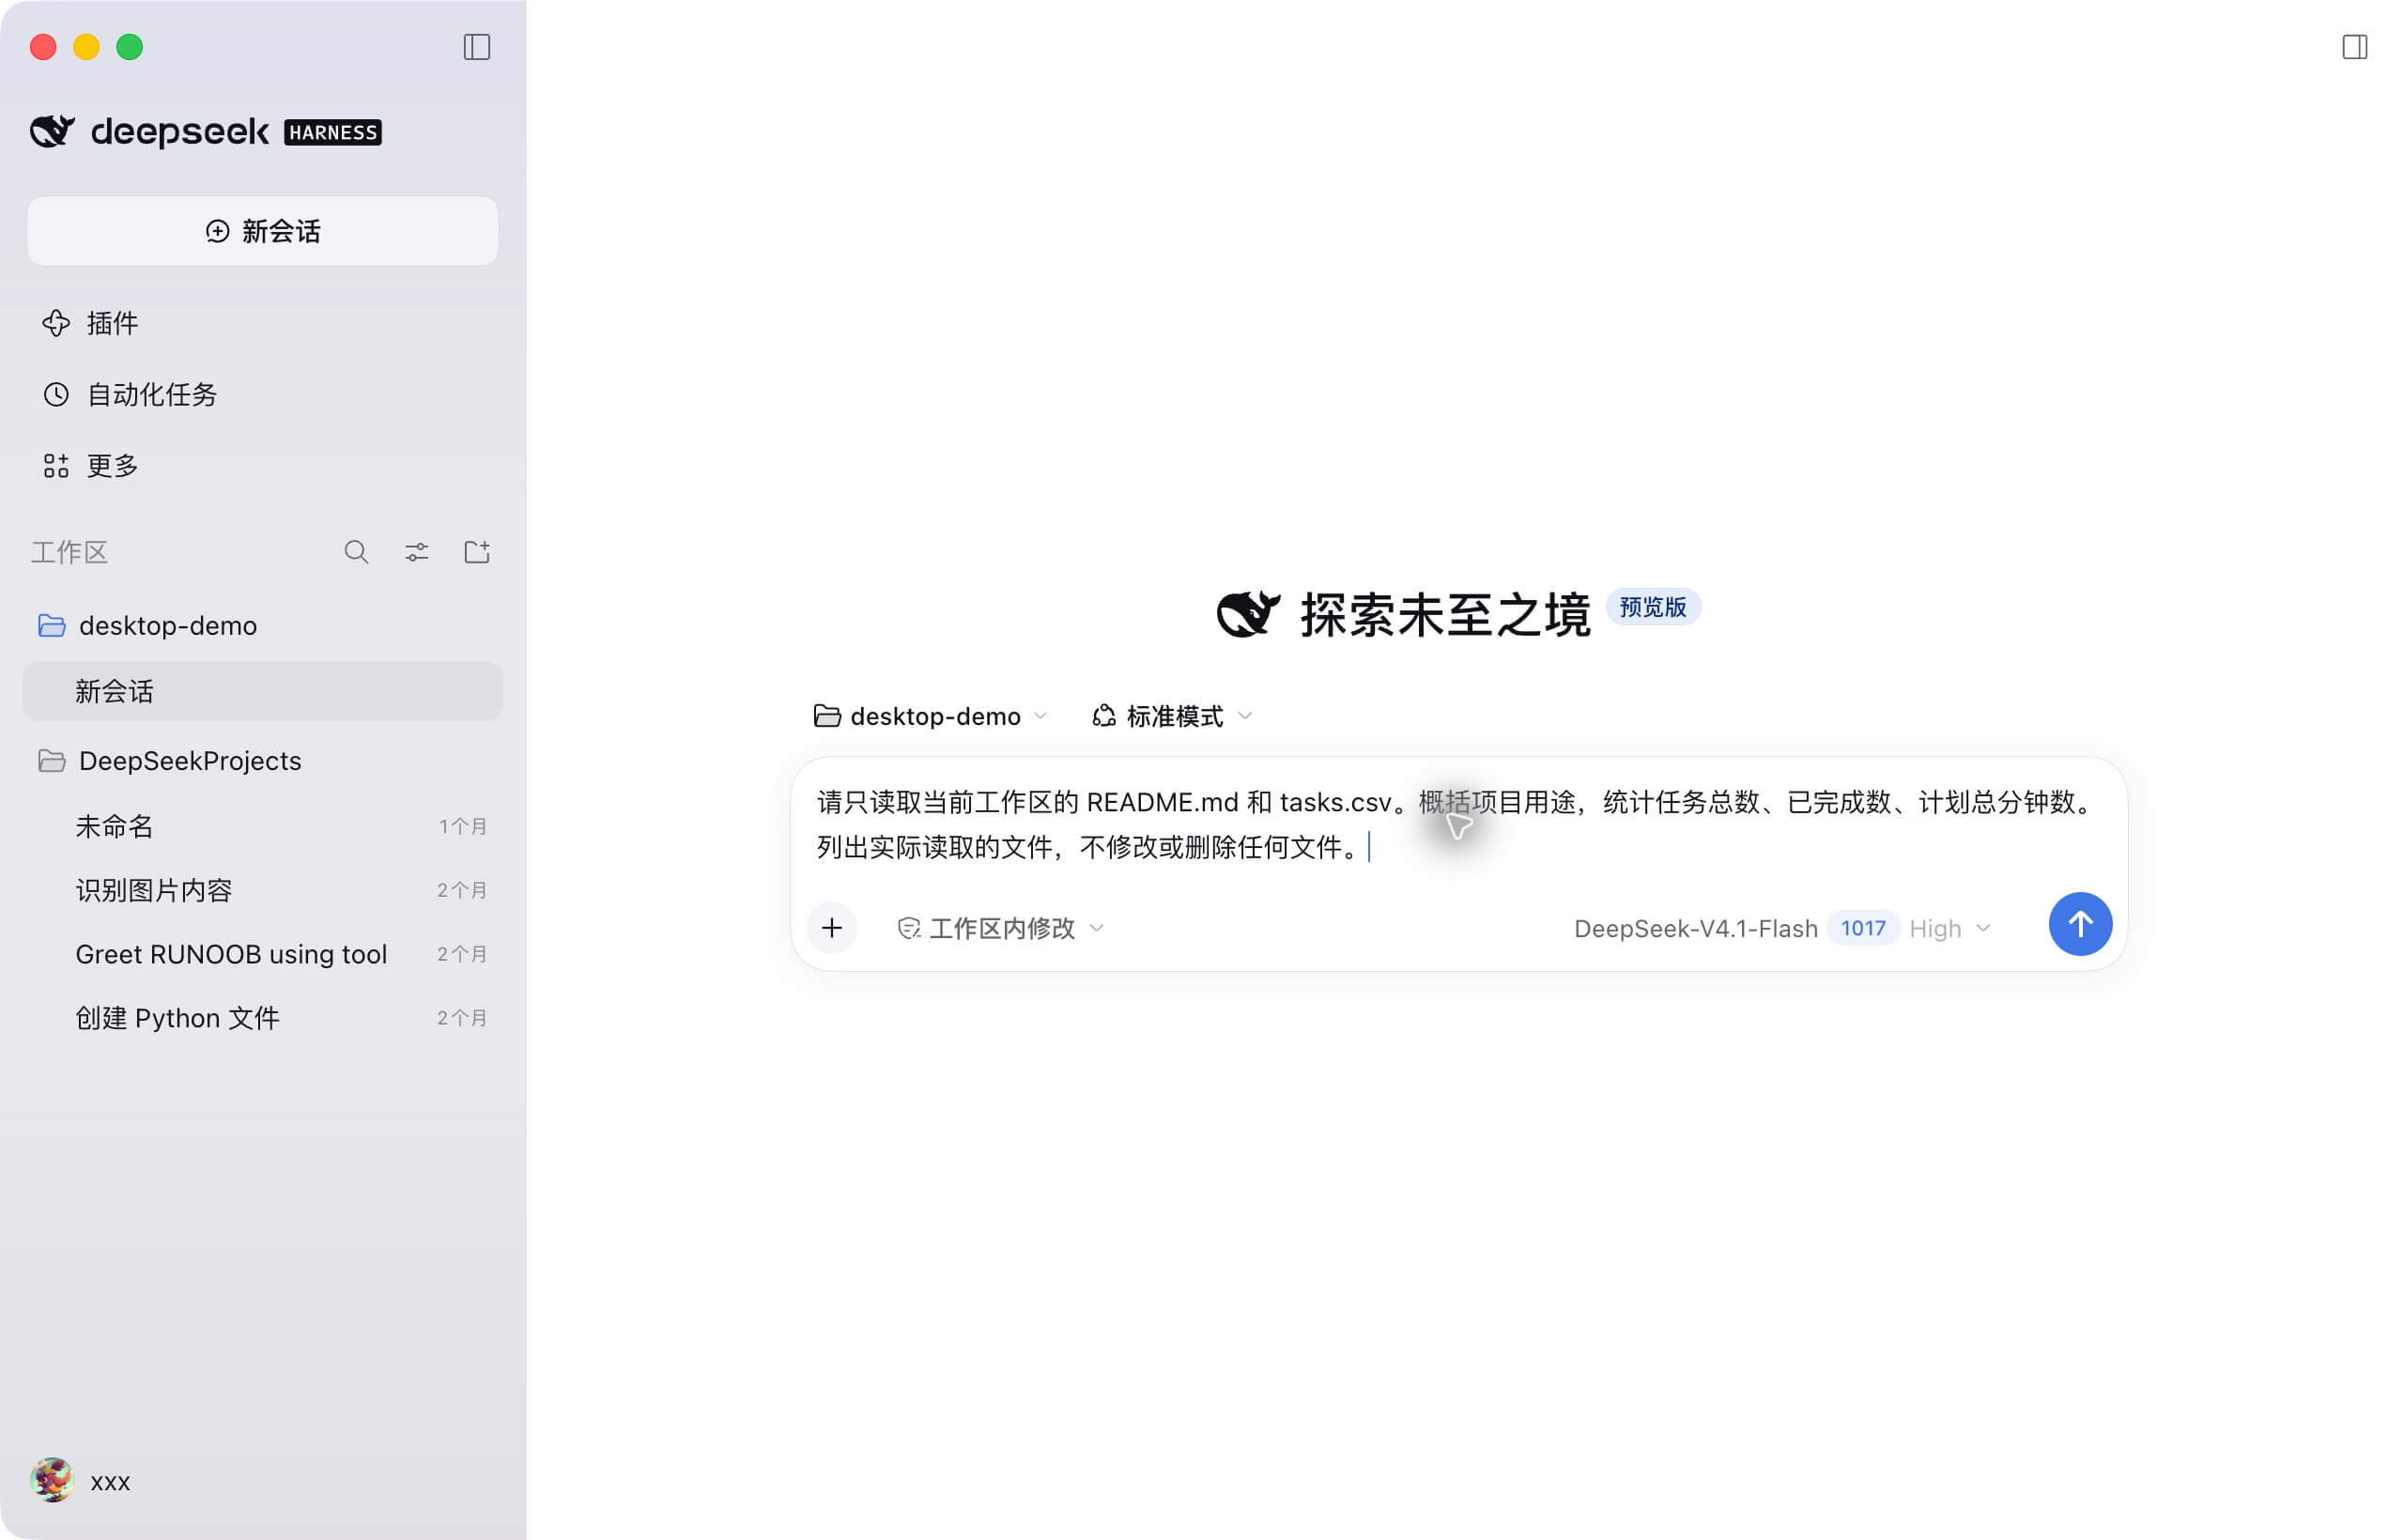 deepseek HARNESS
新会话
插件
自动化任务
更多
工作区
desktop-demo
新会话
DeepSeekProjects
未命名 1个月
识别图片内容 2个月
Greet RUNOOB using tool 2个月
创建 Python 文件 2个月
xxx
探索未至之境 预览版
desktop-demo 标准模式
请只读取当前工作区的 README.md 和 tasks.csv。概括项目用途，统计任务总数、已完成数、计划总分钟数。
列出实际读取的文件，不修改或删除任何文件。
工作区内修改 DeepSeek-V4.1-Flash 1017 High